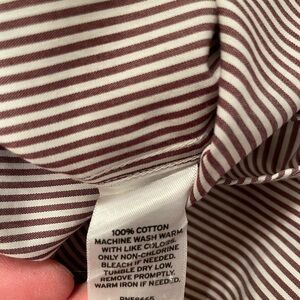 100% COTTON
MACHINE WASH WARM
WITH LIKE COLORS.
ONLY NON-CHLORINE
BLEACH IF NEEDED.
TUMBLE DRY LOW,
REMOVE PROMPTLY.
WARM IRON IF NEEDED.